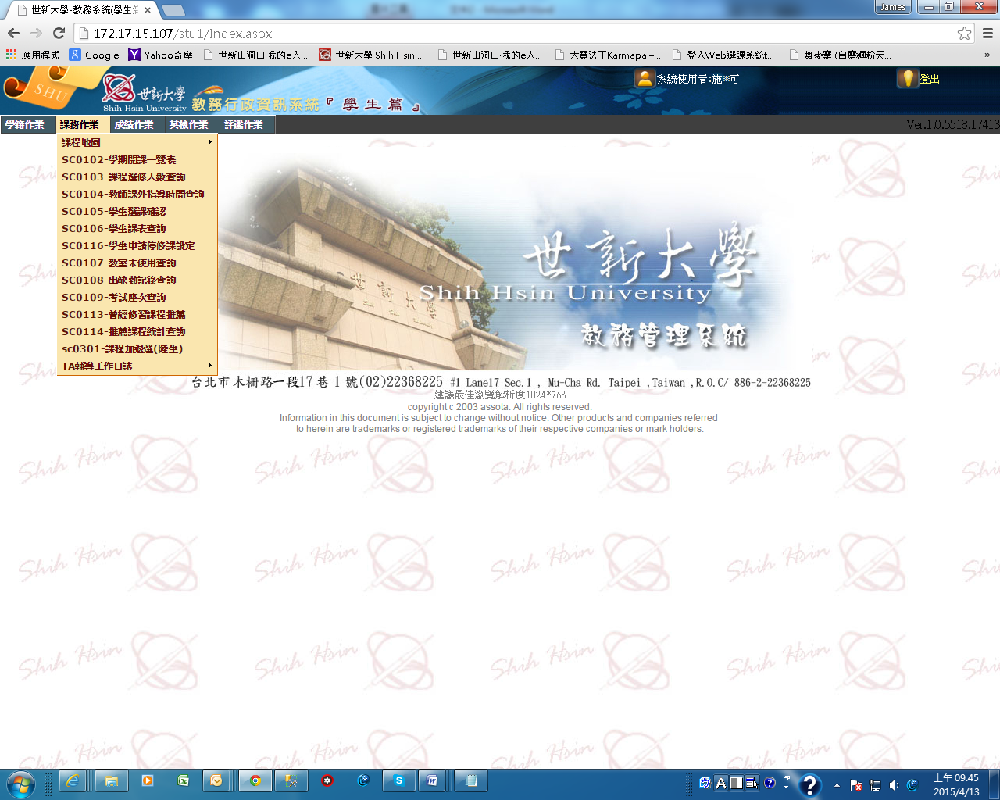 James
世新大學-教務系統(學生篇
172.17.15.107/stu1/Index.aspx
應用程式 Google Yahoo奇摩 世新山洞口‧我的e入... 世新大學 Shih Hsin ... 世新山洞口‧我的e入... 大寶法王Karmapa –... 登入Web選課系統t... 舞麥窯 (自磨麵粉天... »
SHU 世新大學 Shih Hsin University 教務行政資訊系統『學生篇』 系統使用者:施※可 登出
學籍作業 課務作業 成績作業 英檢作業 評鑑作業 Ver.1.0.5518.17413
課程地圖
SC0102-學期開課一覽表
SC0103-課程選修人數查詢
SC0104-教師課外指導時間查詢
SC0105-學生選課確認
SC0106-學生課表查詢
SC0116-學生申請停修課設定
SC0107-教室未使用查詢
SC0108-出缺勤記錄查詢
SC0109-考試座次查詢
SC0113-曾經修習課程推薦
SC0114-推薦課程統計查詢
sc0301-課程加退選(陸生)
TA輔導工作日誌
世新大學
世新大學
Shih Hsin University
教務管理系統
台北市木柵路一段17巷1號(02)22368225 #1 Lane17 Sec.1 , Mu-Cha Rd. Taipei ,Taiwan ,R.O.C/ 886-2-22368225
建議最佳瀏覽解析度1024*768
copyright c 2003 assota. All rights reserved.
Information in this document is subject to change without notice. Other products and companies referred
to herein are trademarks or registered trademarks of their respective companies or mark holders.
Shih Hsin
上午 09:45
2015/4/13